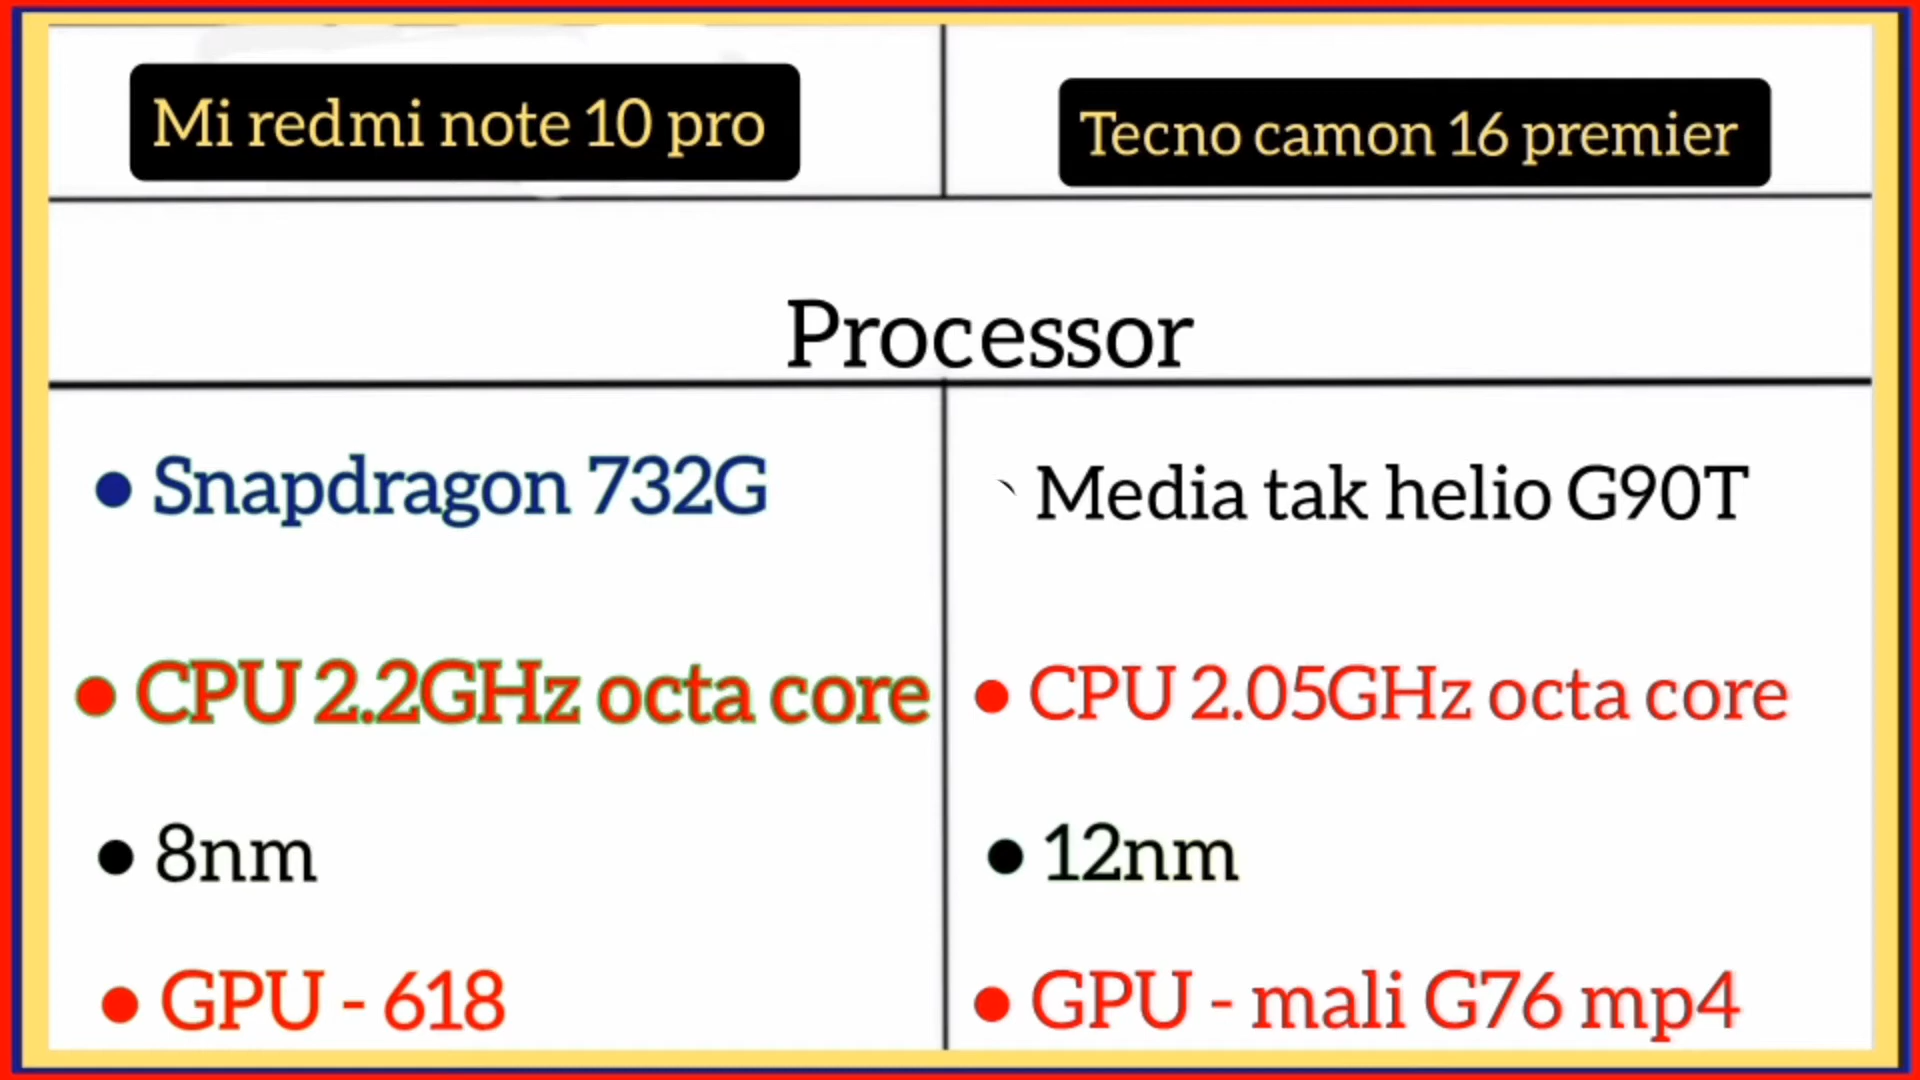 Mi redmi note 10 pro
Tecno camon 16 premier
Processor
● Snapdragon 732G
` Media tak helio G90T
● CPU 2.2GHz octa core
● CPU 2.05GHz octa core
● 8nm
● 12nm
● GPU - 618
● GPU - mali G76 mp4